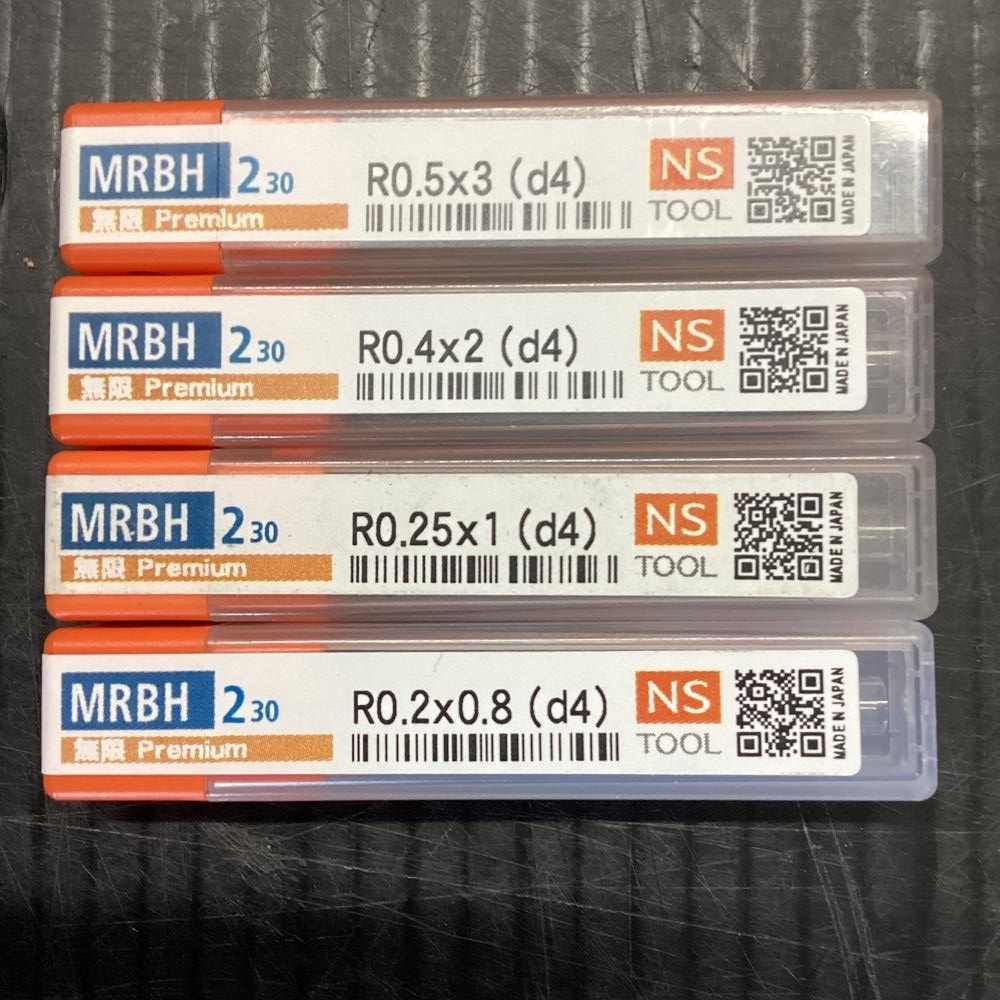 MRBH 230 R0.5x3 (d4) NS
無限 Premium TOOL
MADE IN JAPAN
MRBH 230 R0.4x2 (d4) NS
無限 Premium TOOL
MADE IN JAPAN
MRBH 230 R0.25x1 (d4) NS
無限 Premium TOOL
MADE IN JAPAN
MRBH 230 R0.2x0.8 (d4) NS
無限 Premium TOOL
MADE IN JAPAN